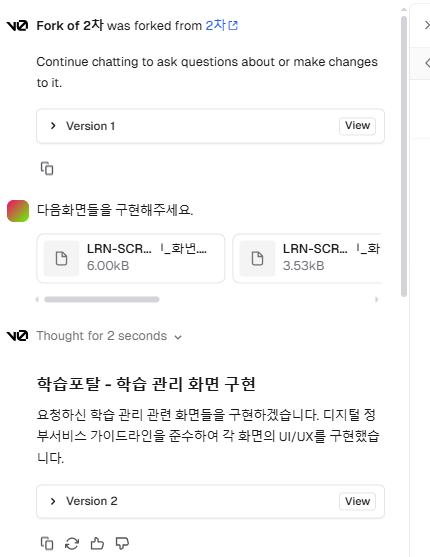 v0 Fork of 2차 was forked from 2차
Continue chatting to ask questions about or make changes
to it.
Version 1 View
다음화면들을 구현해주세요.
LRN-SCR... ㅣ_화면.... LRN-SCR... ㅣ_화
6.00kB 3.53kB
v0 Thought for 2 seconds
학습포탈 - 학습 관리 화면 구현
요청하신 학습 관리 관련 화면들을 구현하겠습니다. 디지털 정
부서비스 가이드라인을 준수하여 각 화면의 UI/UX를 구현했습
니다.
Version 2 View